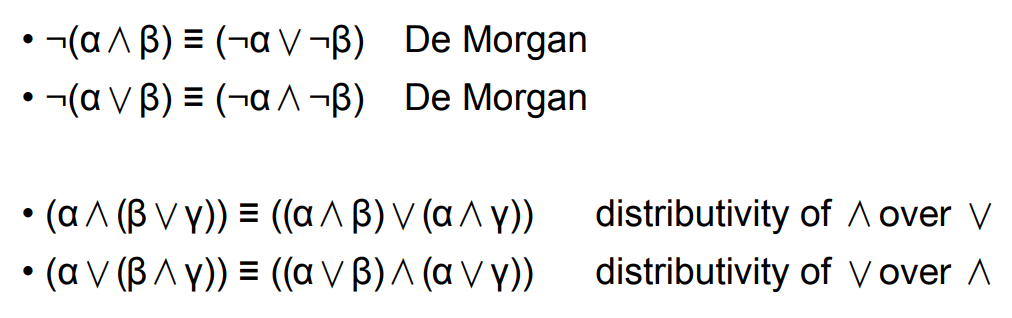 • ¬(α ∧ β) ≡ (¬α ∨ ¬β) De Morgan
• ¬(α ∨ β) ≡ (¬α ∧ ¬β) De Morgan
• (α ∧ (β ∨ γ)) ≡ ((α ∧ β) ∨ (α ∧ γ)) distributivity of ∧ over ∨
• (α ∨ (β ∧ γ)) ≡ ((α ∨ β) ∧ (α ∨ γ)) distributivity of ∨ over ∧